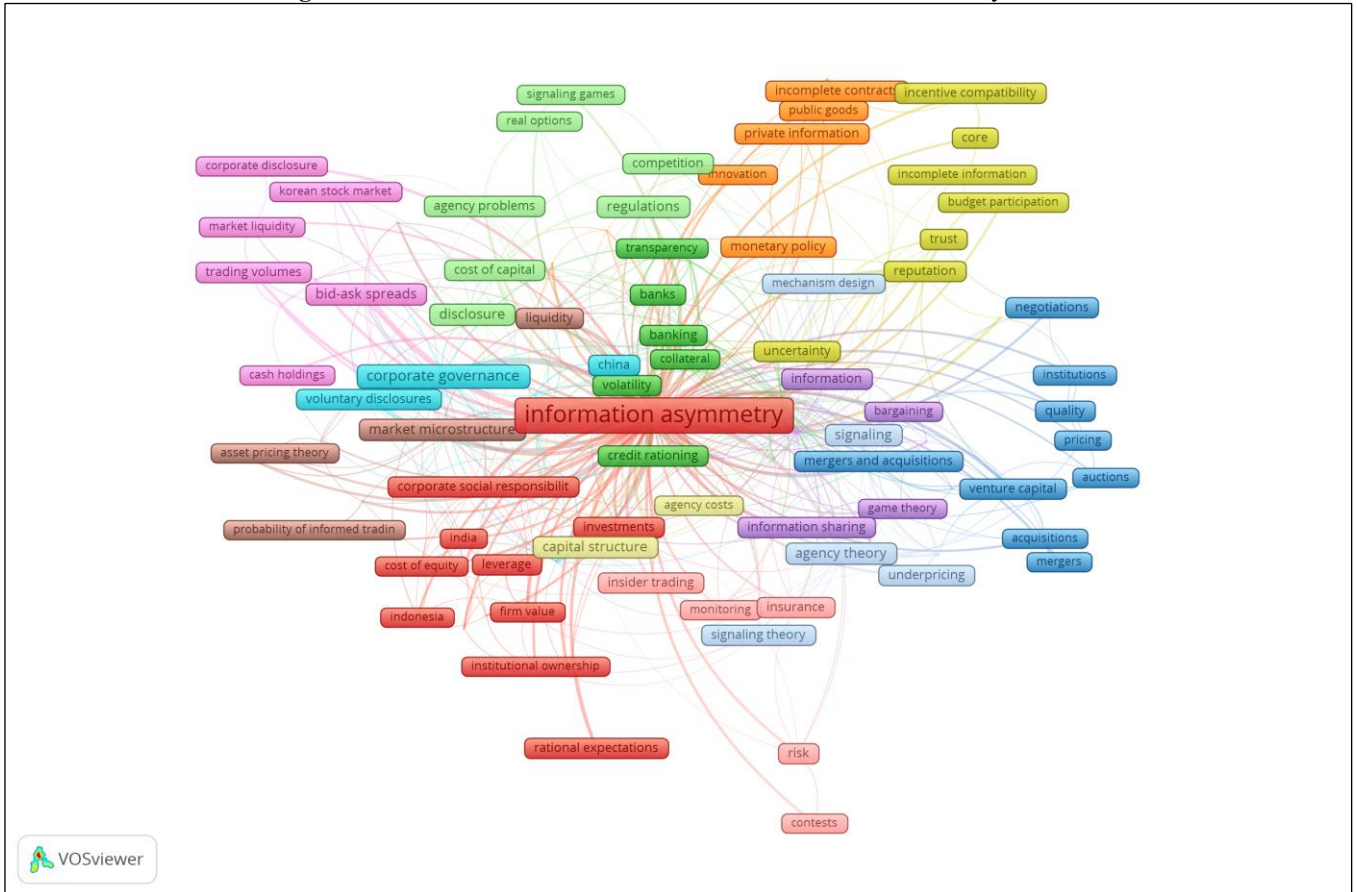 signaling games
incomplete contracts
incentive compatibility
public goods
real options
private information
core
corporate disclosure
competition
innovation
incomplete information
korean stock market
agency problems
regulations
budget participation
market liquidity
trust
transparency
monetary policy
trading volumes
cost of capital
reputation
mechanism design
bid-ask spreads
banks
negotiations
disclosure
liquidity
banking
uncertainty
collateral
china
cash holdings
corporate governance
information
institutions
volatility
voluntary disclosures
information asymmetry
bargaining
quality
market microstructure
signaling
pricing
asset pricing theory
credit rationing
mergers and acquisitions
auctions
corporate social responsibilit
venture capital
agency costs
game theory
probability of informed tradin
investments
information sharing
india
acquisitions
capital structure
agency theory
mergers
cost of equity
leverage
underpricing
insider trading
indonesia
firm value
monitoring
insurance
signaling theory
institutional ownership
rational expectations
risk
contests
VOSviewer